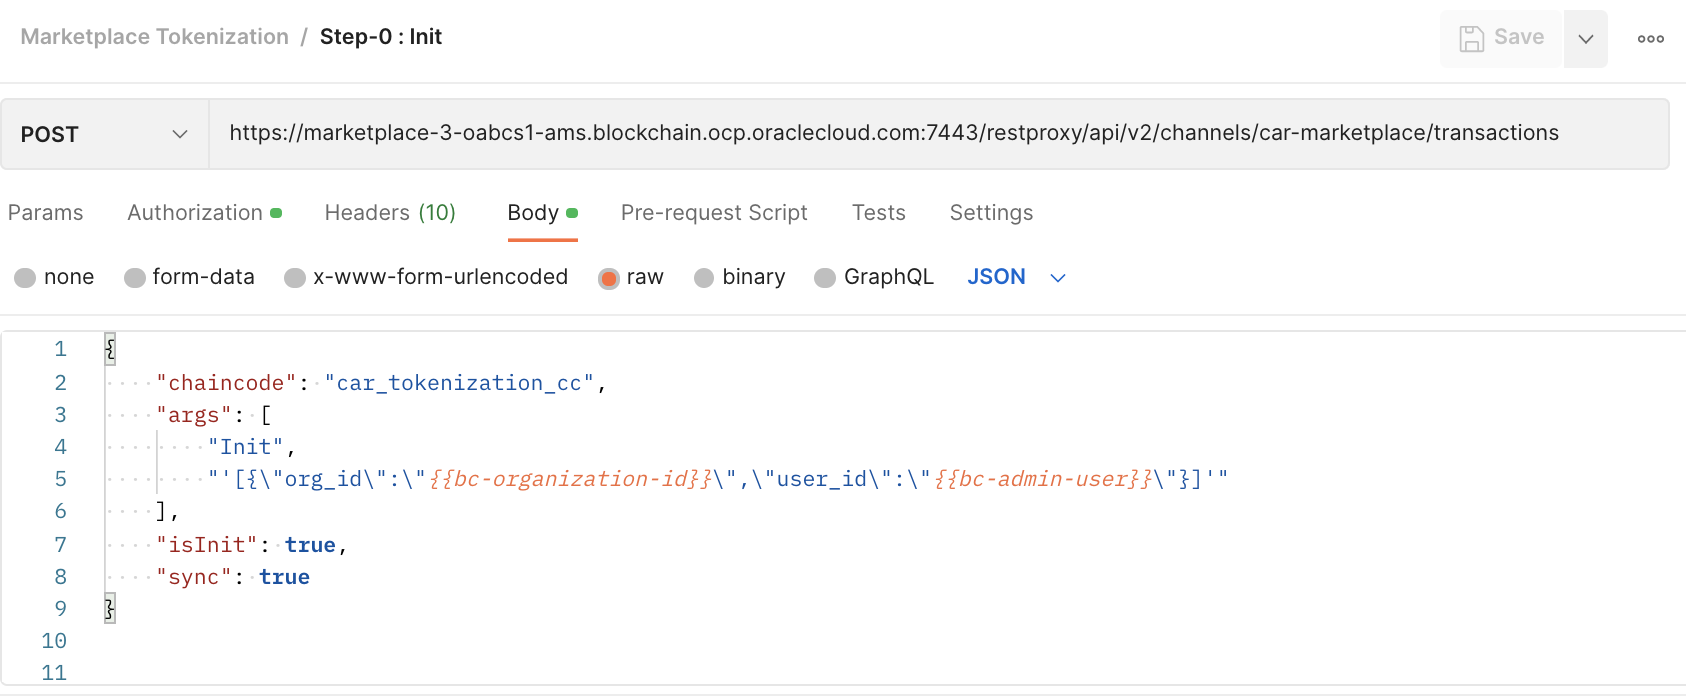 Marketplace Tokenization / Step-0 : Init
Save
POST
https://marketplace-3-oabcs1-ams.blockchain.ocp.oraclecloud.com:7443/restproxy/api/v2/channels/car-marketplace/transactions
Params Authorization Headers (10) Body Pre-request Script Tests Settings
none form-data x-www-form-urlencoded raw binary GraphQL JSON
1 {
2 "chaincode": "car_tokenization_cc",
3 "args": [
4 "Init",
5 "'[{\"org_id\":\"{{bc-organization-id}}\",\"user_id\":\"{{bc-admin-user}}\"}]'"
6 ],
7 "isInit": true,
8 "sync": true
9 }
10
11